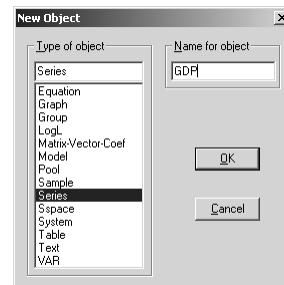 New Object
Type of object
Series
Equation
Graph
Group
LogL
Matrix-Vector-Coef
Model
Pool
Sample
Series
Sspace
System
Table
Text
VAR
Name for object
GDP
OK
Cancel